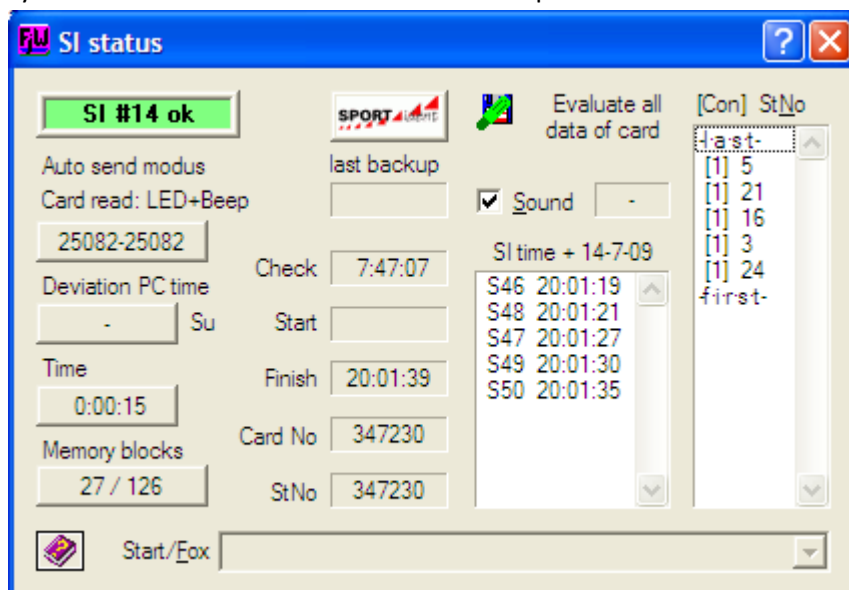 SI status
SI #14 ok
SPORT ident
Evaluate all
data of card
[Con] StNo
Auto send modus
last backup
Card read: LED+Beep
Sound -
25082-25082
SI time + 14-7-09
Check 7:47:07
Deviation PC time
- Su
Start
Time
Finish 20:01:39
0:00:15
Card No 347230
Memory blocks
27 / 126
StNo 347230
S46 20:01:19
S48 20:01:21
S47 20:01:27
S49 20:01:30
S50 20:01:35
-last-
[1] 5
[1] 21
[1] 16
[1] 3
[1] 24
-first-
Start/Fox